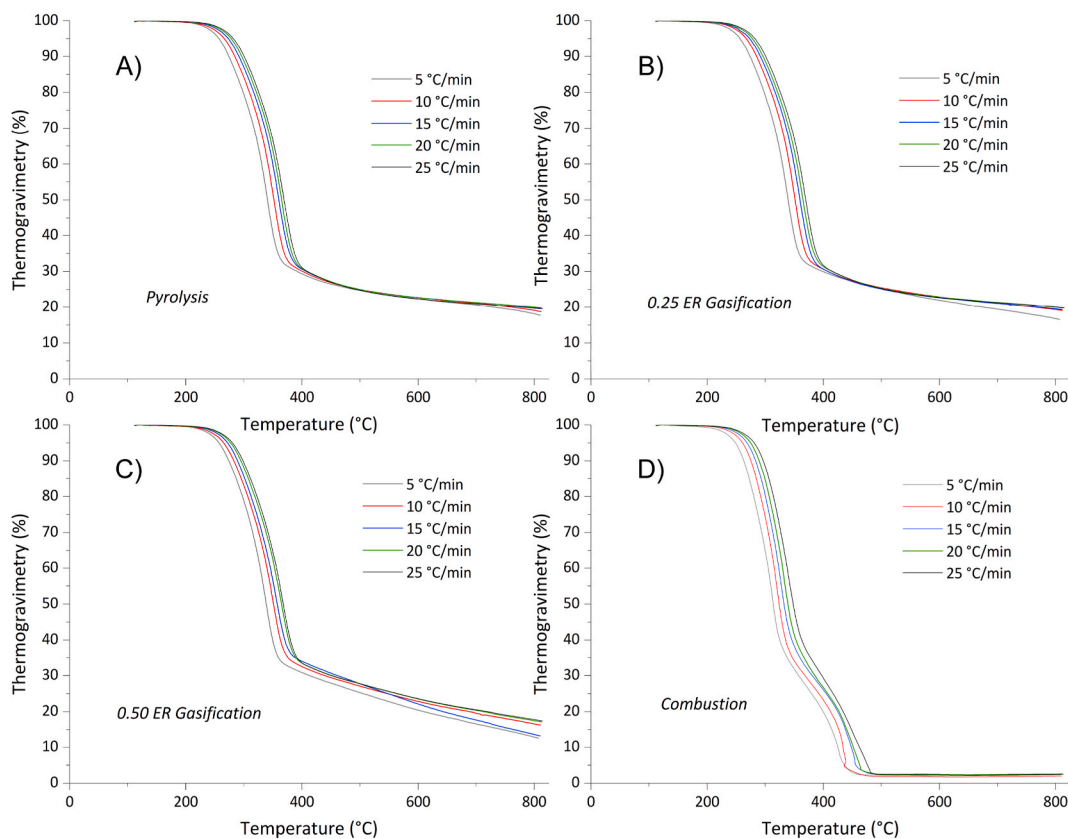 A)
100
90
80
70
60
50
40
30
20
10
0
Thermogravimetry (%)
5 °C/min
10 °C/min
15 °C/min
20 °C/min
25 °C/min
Pyrolysis
0 200 400 600 800
Temperature (°C)
B)
100
90
80
70
60
50
40
30
20
10
0
Thermogravimetry (%)
5 °C/min
10 °C/min
15 °C/min
20 °C/min
25 °C/min
0.25 ER Gasification
0 200 400 600 800
Temperature (°C)
C)
100
90
80
70
60
50
40
30
20
10
0
Thermogravimetry (%)
5 °C/min
10 °C/min
15 °C/min
20 °C/min
25 °C/min
0.50 ER Gasification
0 200 400 600 800
Temperature (°C)
D)
100
90
80
70
60
50
40
30
20
10
0
Thermogravimetry (%)
5 °C/min
10 °C/min
15 °C/min
20 °C/min
25 °C/min
Combustion
0 200 400 600 800
Temperature (°C)